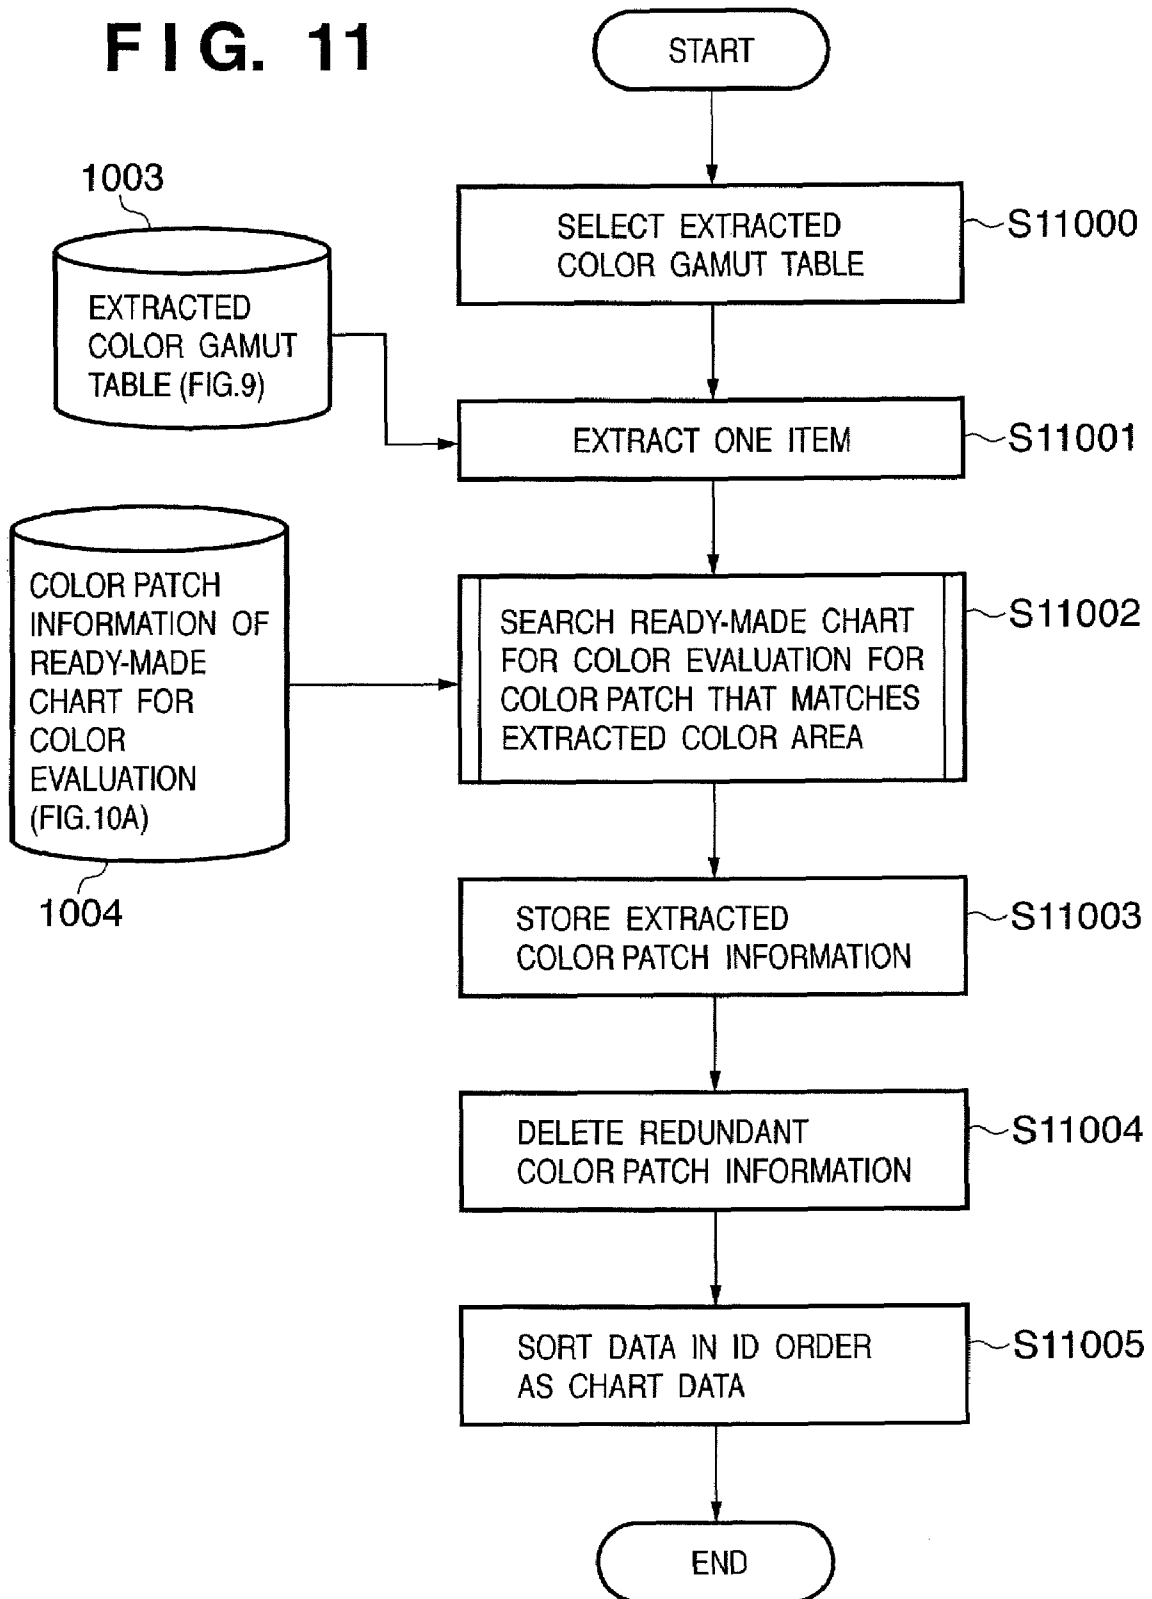 FIG. 11
START
1003
EXTRACTED
COLOR GAMUT
TABLE (FIG.9)
SELECT EXTRACTED
COLOR GAMUT TABLE
S11000
EXTRACT ONE ITEM
S11001
COLOR PATCH
INFORMATION OF
READY-MADE
CHART FOR
COLOR
EVALUATION
(FIG.10A)
1004
SEARCH READY-MADE CHART
FOR COLOR EVALUATION FOR
COLOR PATCH THAT MATCHES
EXTRACTED COLOR AREA
S11002
STORE EXTRACTED
COLOR PATCH INFORMATION
S11003
DELETE REDUNDANT
COLOR PATCH INFORMATION
S11004
SORT DATA IN ID ORDER
AS CHART DATA
S11005
END